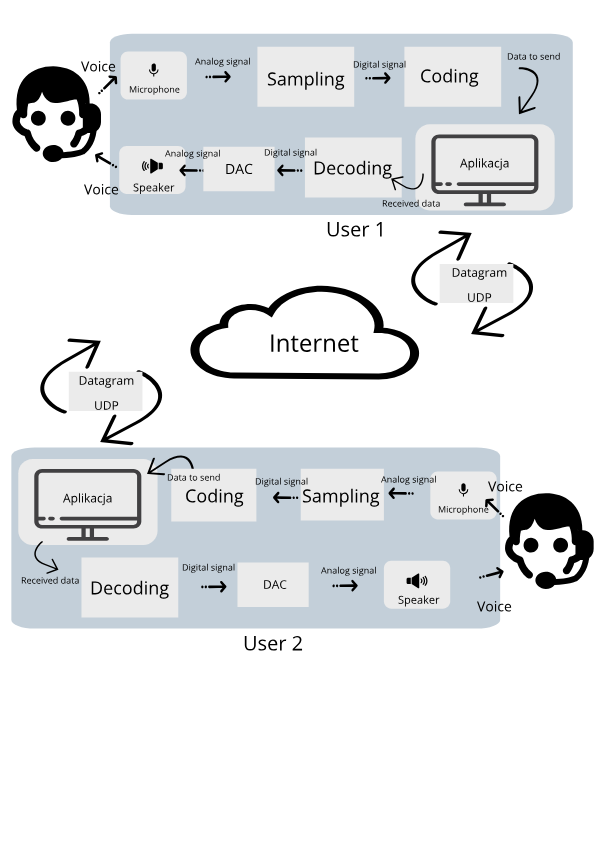 Voice
Microphone
Analog signal
Sampling
Digital signal
Coding
Data to send
Aplikacja
Voice
Speaker
Analog signal
DAC
Digital signal
Decoding
Received data
User 1
Datagram
UDP
Internet
Datagram
UDP
Aplikacja
Data to send
Coding
Digital signal
Sampling
Analog signal
Microphone
Voice
Received data
Decoding
Digital signal
DAC
Analog signal
Speaker
Voice
User 2